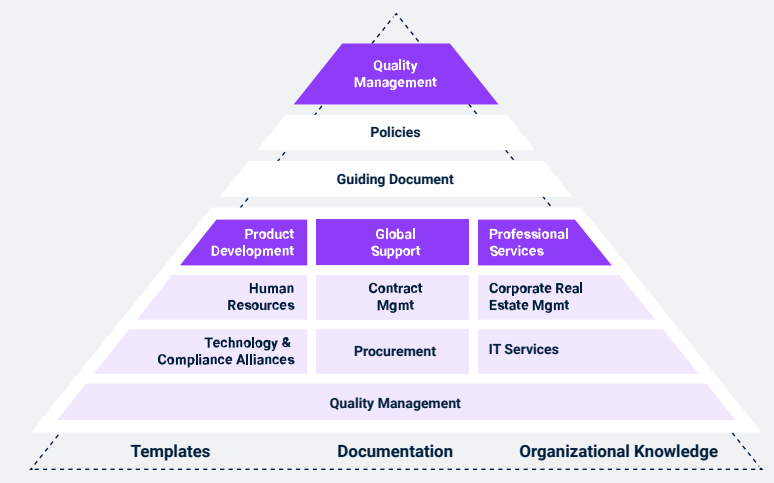 Quality
Management
Policies
Guiding Document
Product
Development
Global
Support
Professional
Services
Human
Resources
Contract
Mgmt
Corporate Real
Estate Mgmt
Technology &
Compliance Alliances
Procurement
IT Services
Quality Management
Templates
Documentation
Organizational Knowledge